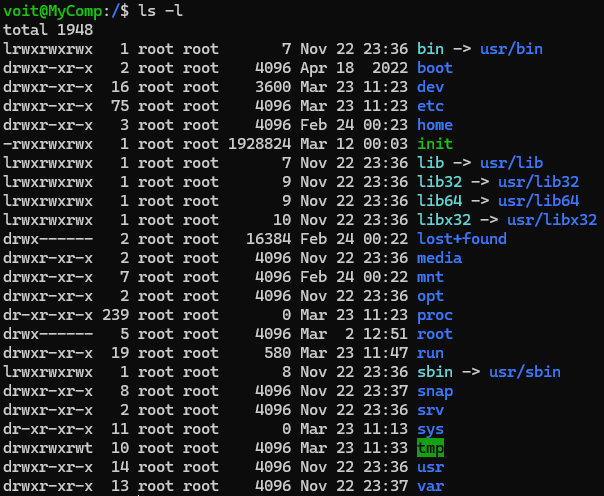 voit@MyComp:/$ ls -l
total 1948
lrwxrwxrwx   1 root root       7 Nov 22 23:36 bin -> usr/bin
drwxr-xr-x   2 root root    4096 Apr 18  2022 boot
drwxr-xr-x  16 root root    3600 Mar 23 11:23 dev
drwxr-xr-x  75 root root    4096 Mar 23 11:23 etc
drwxr-xr-x   3 root root    4096 Feb 24 00:23 home
-rwxrwxrwx   1 root root 1928824 Mar 12 00:03 init
lrwxrwxrwx   1 root root       7 Nov 22 23:36 lib -> usr/lib
lrwxrwxrwx   1 root root       9 Nov 22 23:36 lib32 -> usr/lib32
lrwxrwxrwx   1 root root       9 Nov 22 23:36 lib64 -> usr/lib64
lrwxrwxrwx   1 root root      10 Nov 22 23:36 libx32 -> usr/libx32
drwx------   2 root root   16384 Feb 24 00:22 lost+found
drwxr-xr-x   2 root root    4096 Nov 22 23:36 media
drwxr-xr-x   7 root root    4096 Feb 24 00:22 mnt
drwxr-xr-x   2 root root    4096 Nov 22 23:36 opt
dr-xr-xr-x 239 root root       0 Mar 23 11:23 proc
drwx------   5 root root    4096 Mar  2 12:51 root
drwxr-xr-x  19 root root     580 Mar 23 11:47 run
lrwxrwxrwx   1 root root       8 Nov 22 23:36 sbin -> usr/sbin
drwxr-xr-x   8 root root    4096 Nov 22 23:37 snap
drwxr-xr-x   2 root root    4096 Nov 22 23:36 srv
dr-xr-xr-x  11 root root       0 Mar 23 11:13 sys
drwxrwxrwt  10 root root    4096 Mar 23 11:33 tmp
drwxr-xr-x  14 root root    4096 Nov 22 23:36 usr
drwxr-xr-x  13 root root    4096 Nov 22 23:37 var